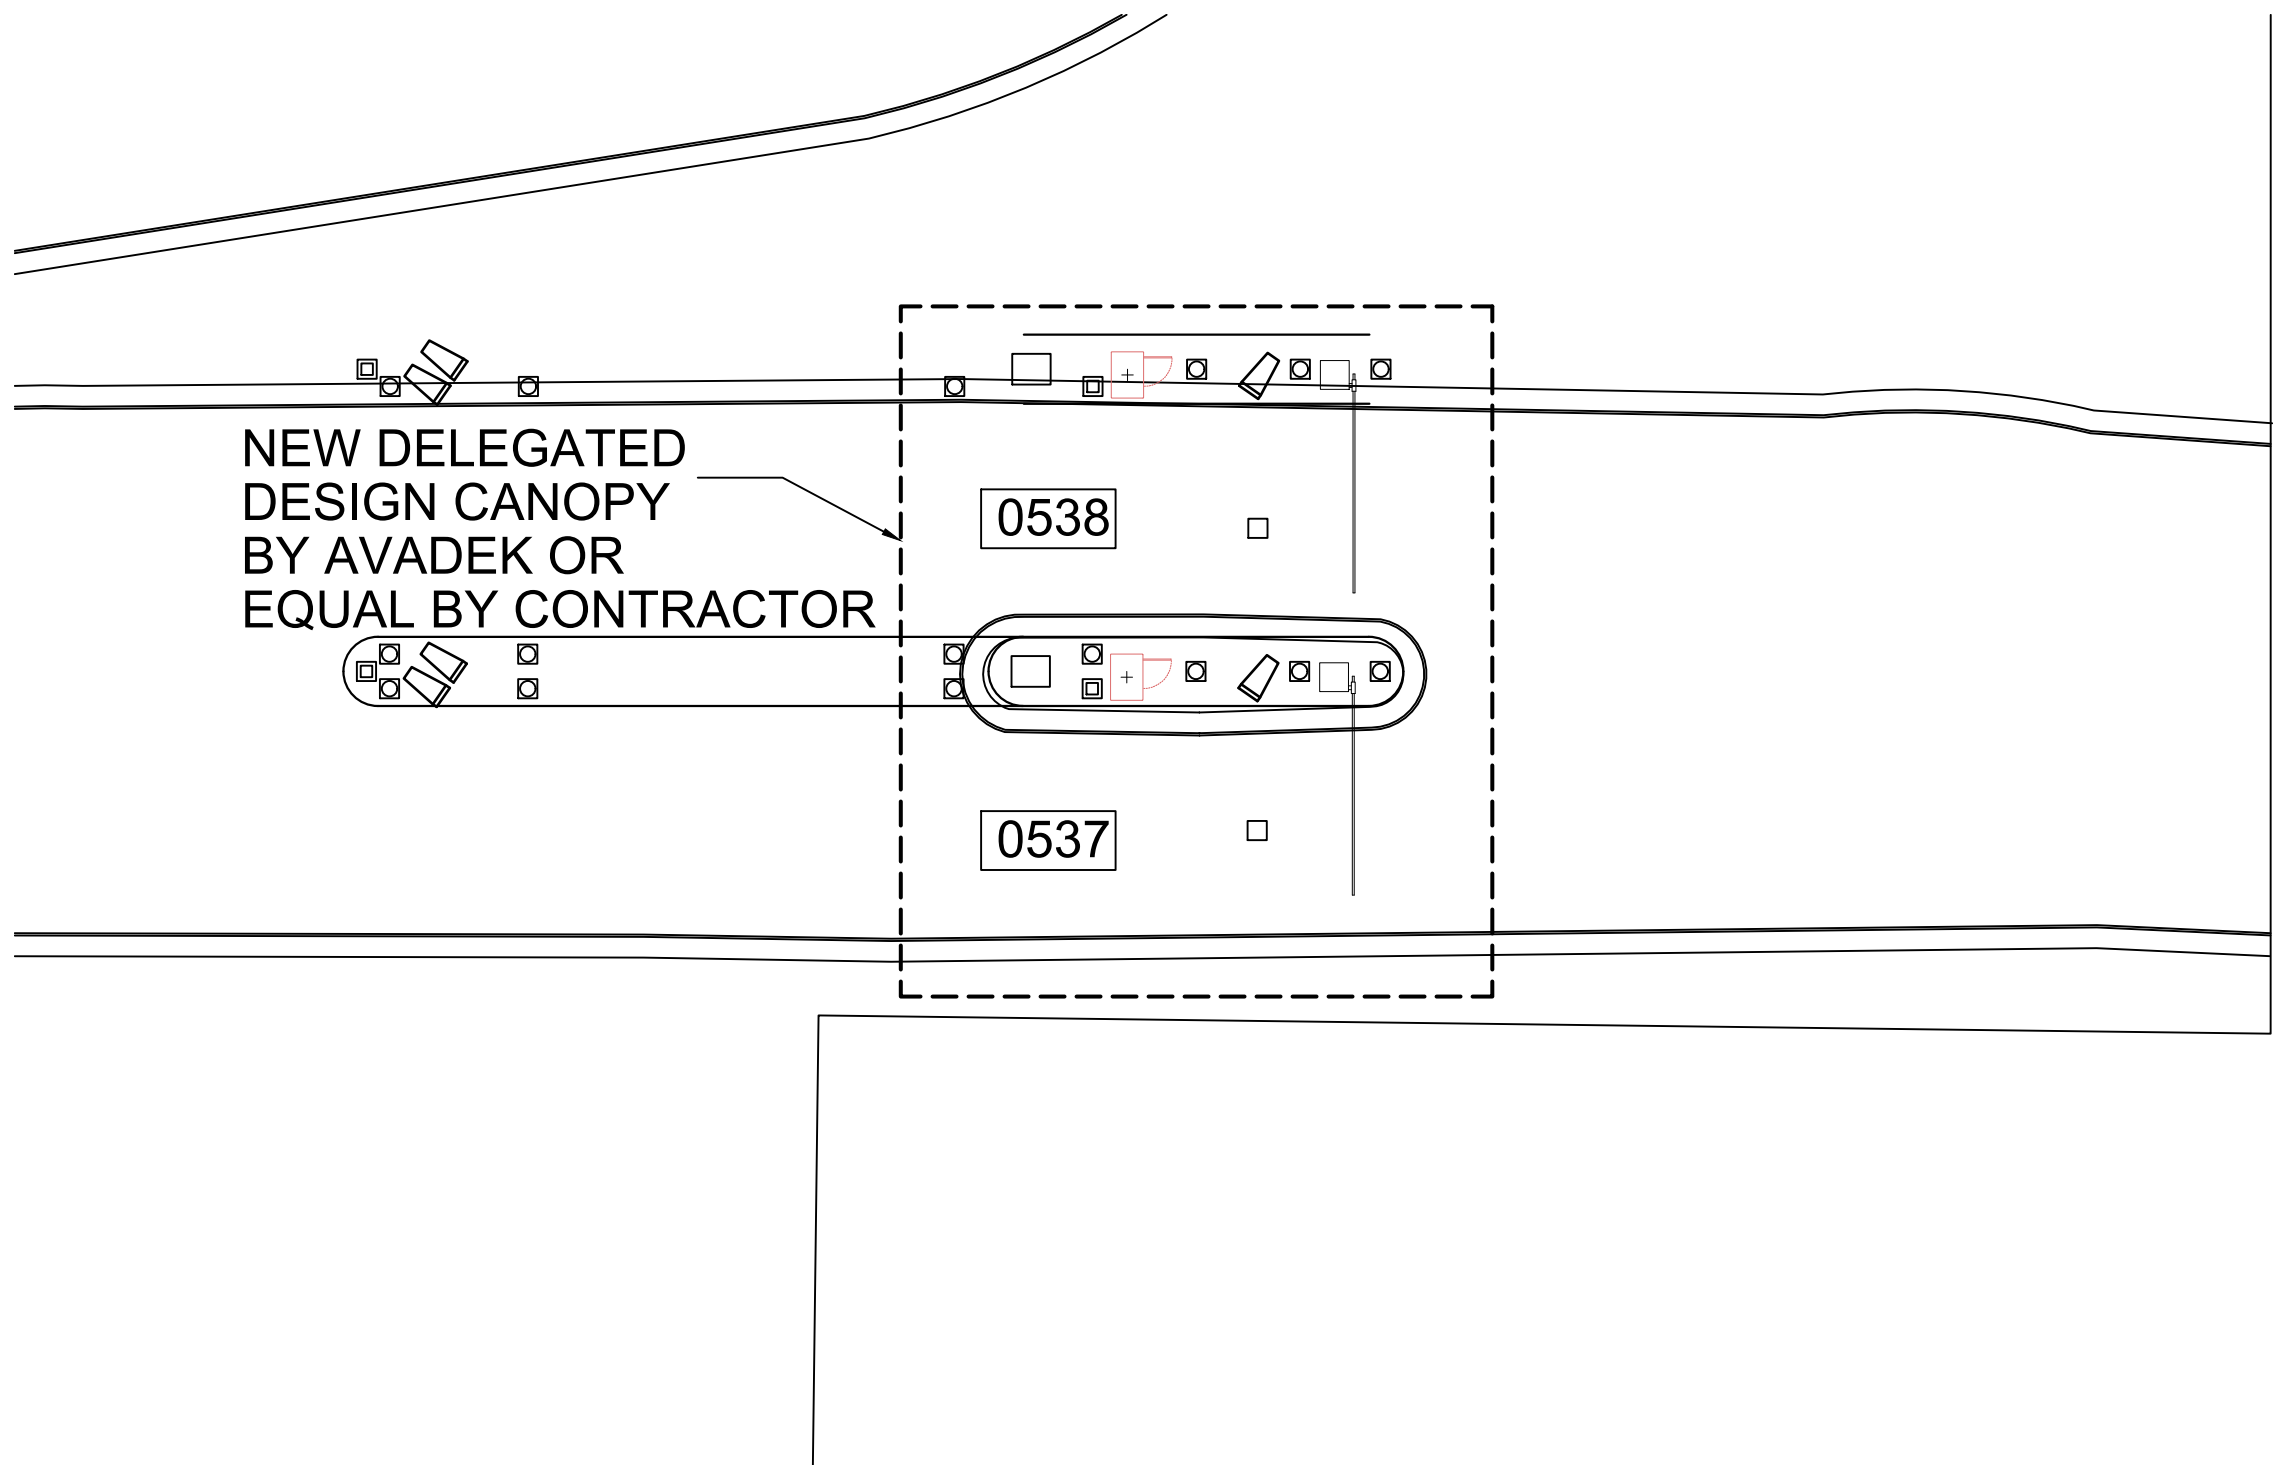 NEW DELEGATED
DESIGN CANOPY
BY AVADEK OR
EQUAL BY CONTRACTOR
0538
0537